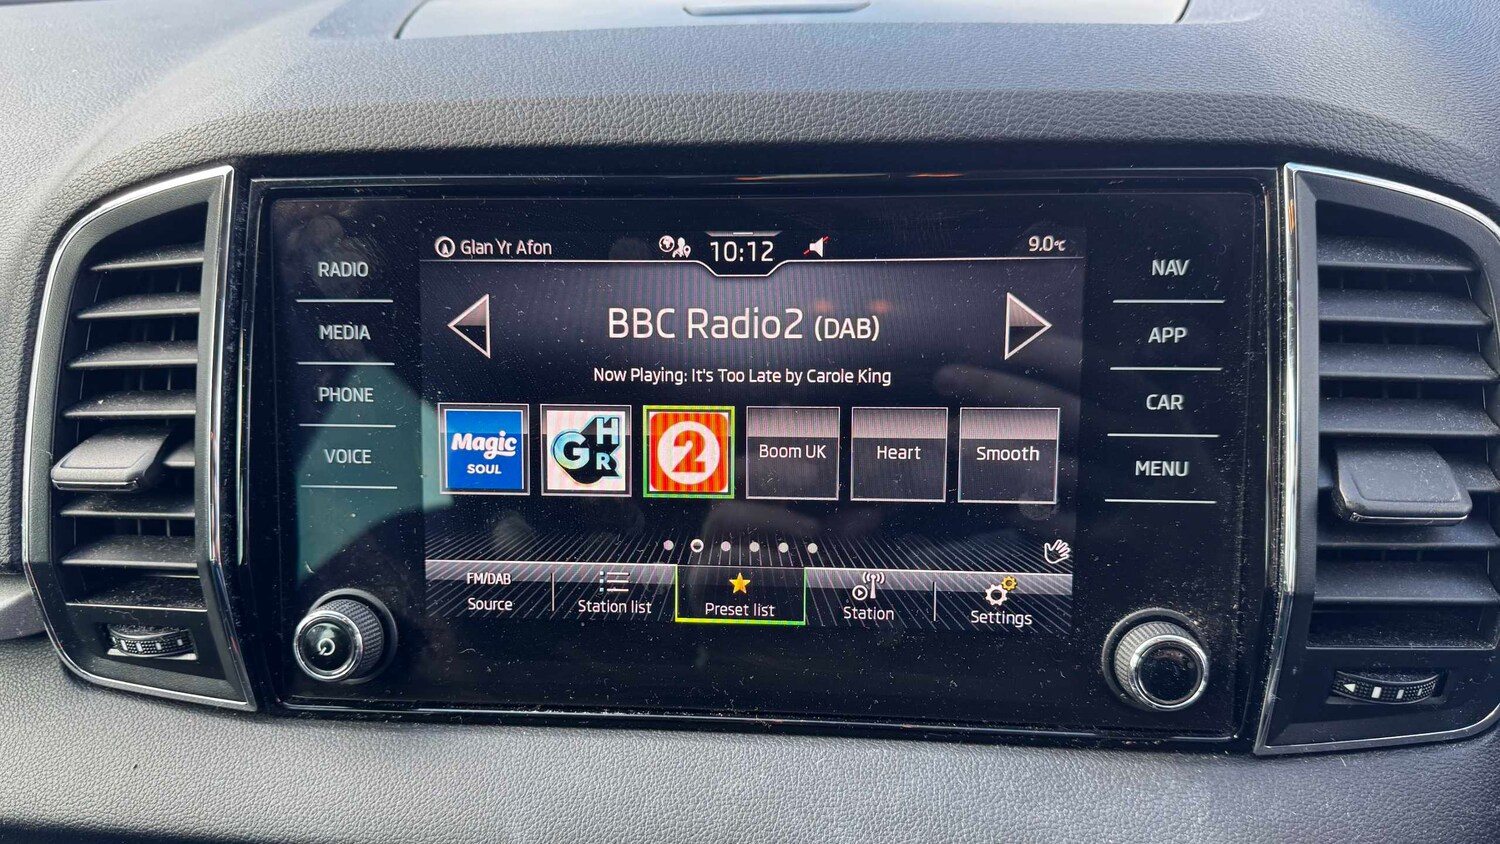 Glan Yr Afon
10:12
9.0°C
RADIO
MEDIA
PHONE
VOICE
NAV
APP
CAR
MENU
BBC Radio2 (DAB)
Now Playing: It's Too Late by Carole King
Magic
SOUL
GHR
2
Boom UK
Heart
Smooth
FM/DAB
Source
Station list
Preset list
Station
Settings